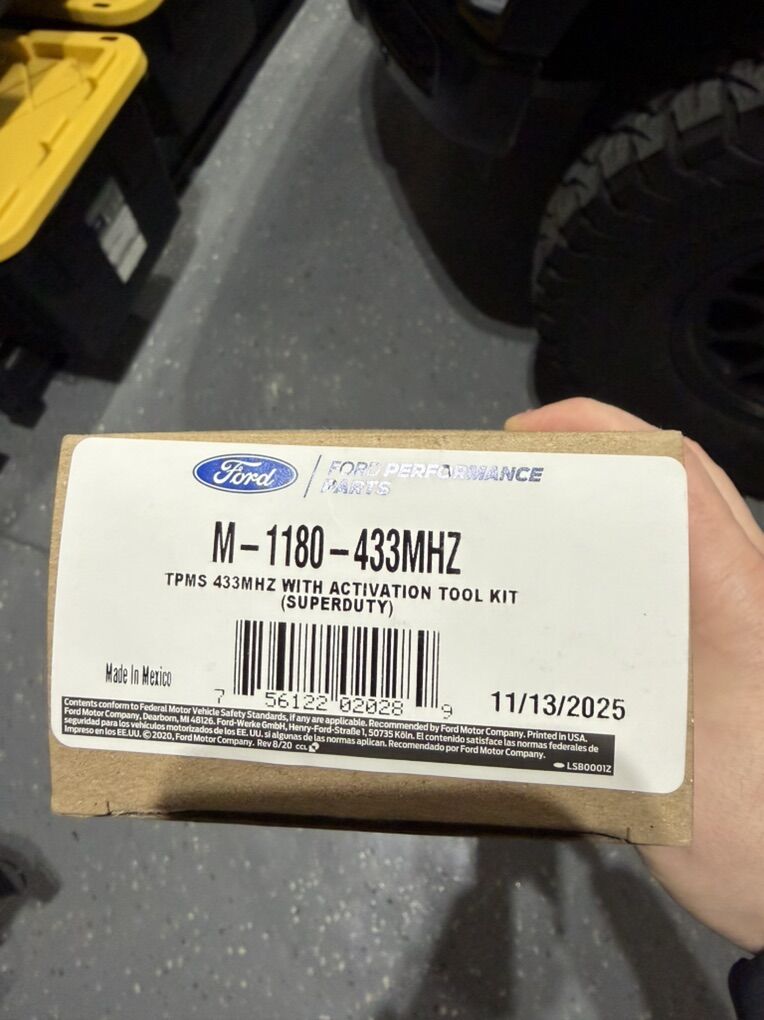 Ford
FORD PERFORMANCE
PARTS
M-1180-433MHZ
TPMS 433MHZ WITH ACTIVATION TOOL KIT
(SUPERDUTY)
Made In Mexico
7 56122 02028 9
11/13/2025
Contents conform to Federal Motor Vehicle Safety Standards, if any are applicable. Recommended by Ford Motor Company. Printed in USA.
Ford Motor Company, Dearborn, MI 48126. Ford-Werke GmbH, Henry-Ford-Straße 1, 50735 Köln. El contenido satisface las normas federales de
seguridad para los vehículos motorizados de los EE. UU. si algunas de las normas aplican. Recomendado por Ford Motor Company.
Impreso en los EE.UU. © 2020, Ford Motor Company. Rev 8/20 CCL
LSB0001Z